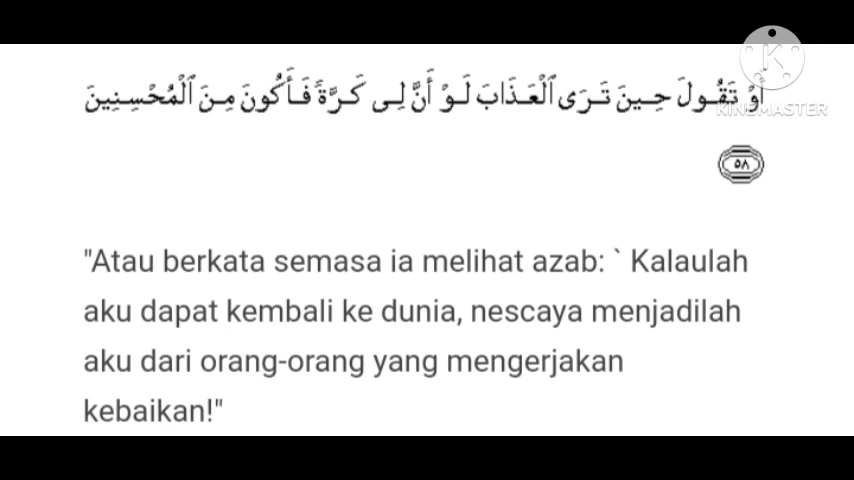 أَوْ تَقُولَ حِينَ تَرَى ٱلْعَذَابَ لَوْ أَنَّ لِى كَرَّةً فَأَكُونَ مِنَ ٱلْمُحْسِنِينَ
٥٨
"Atau berkata semasa ia melihat azab: ` Kalaulah
aku dapat kembali ke dunia, nescaya menjadilah
aku dari orang-orang yang mengerjakan
kebaikan!"
K
KINEMASTER